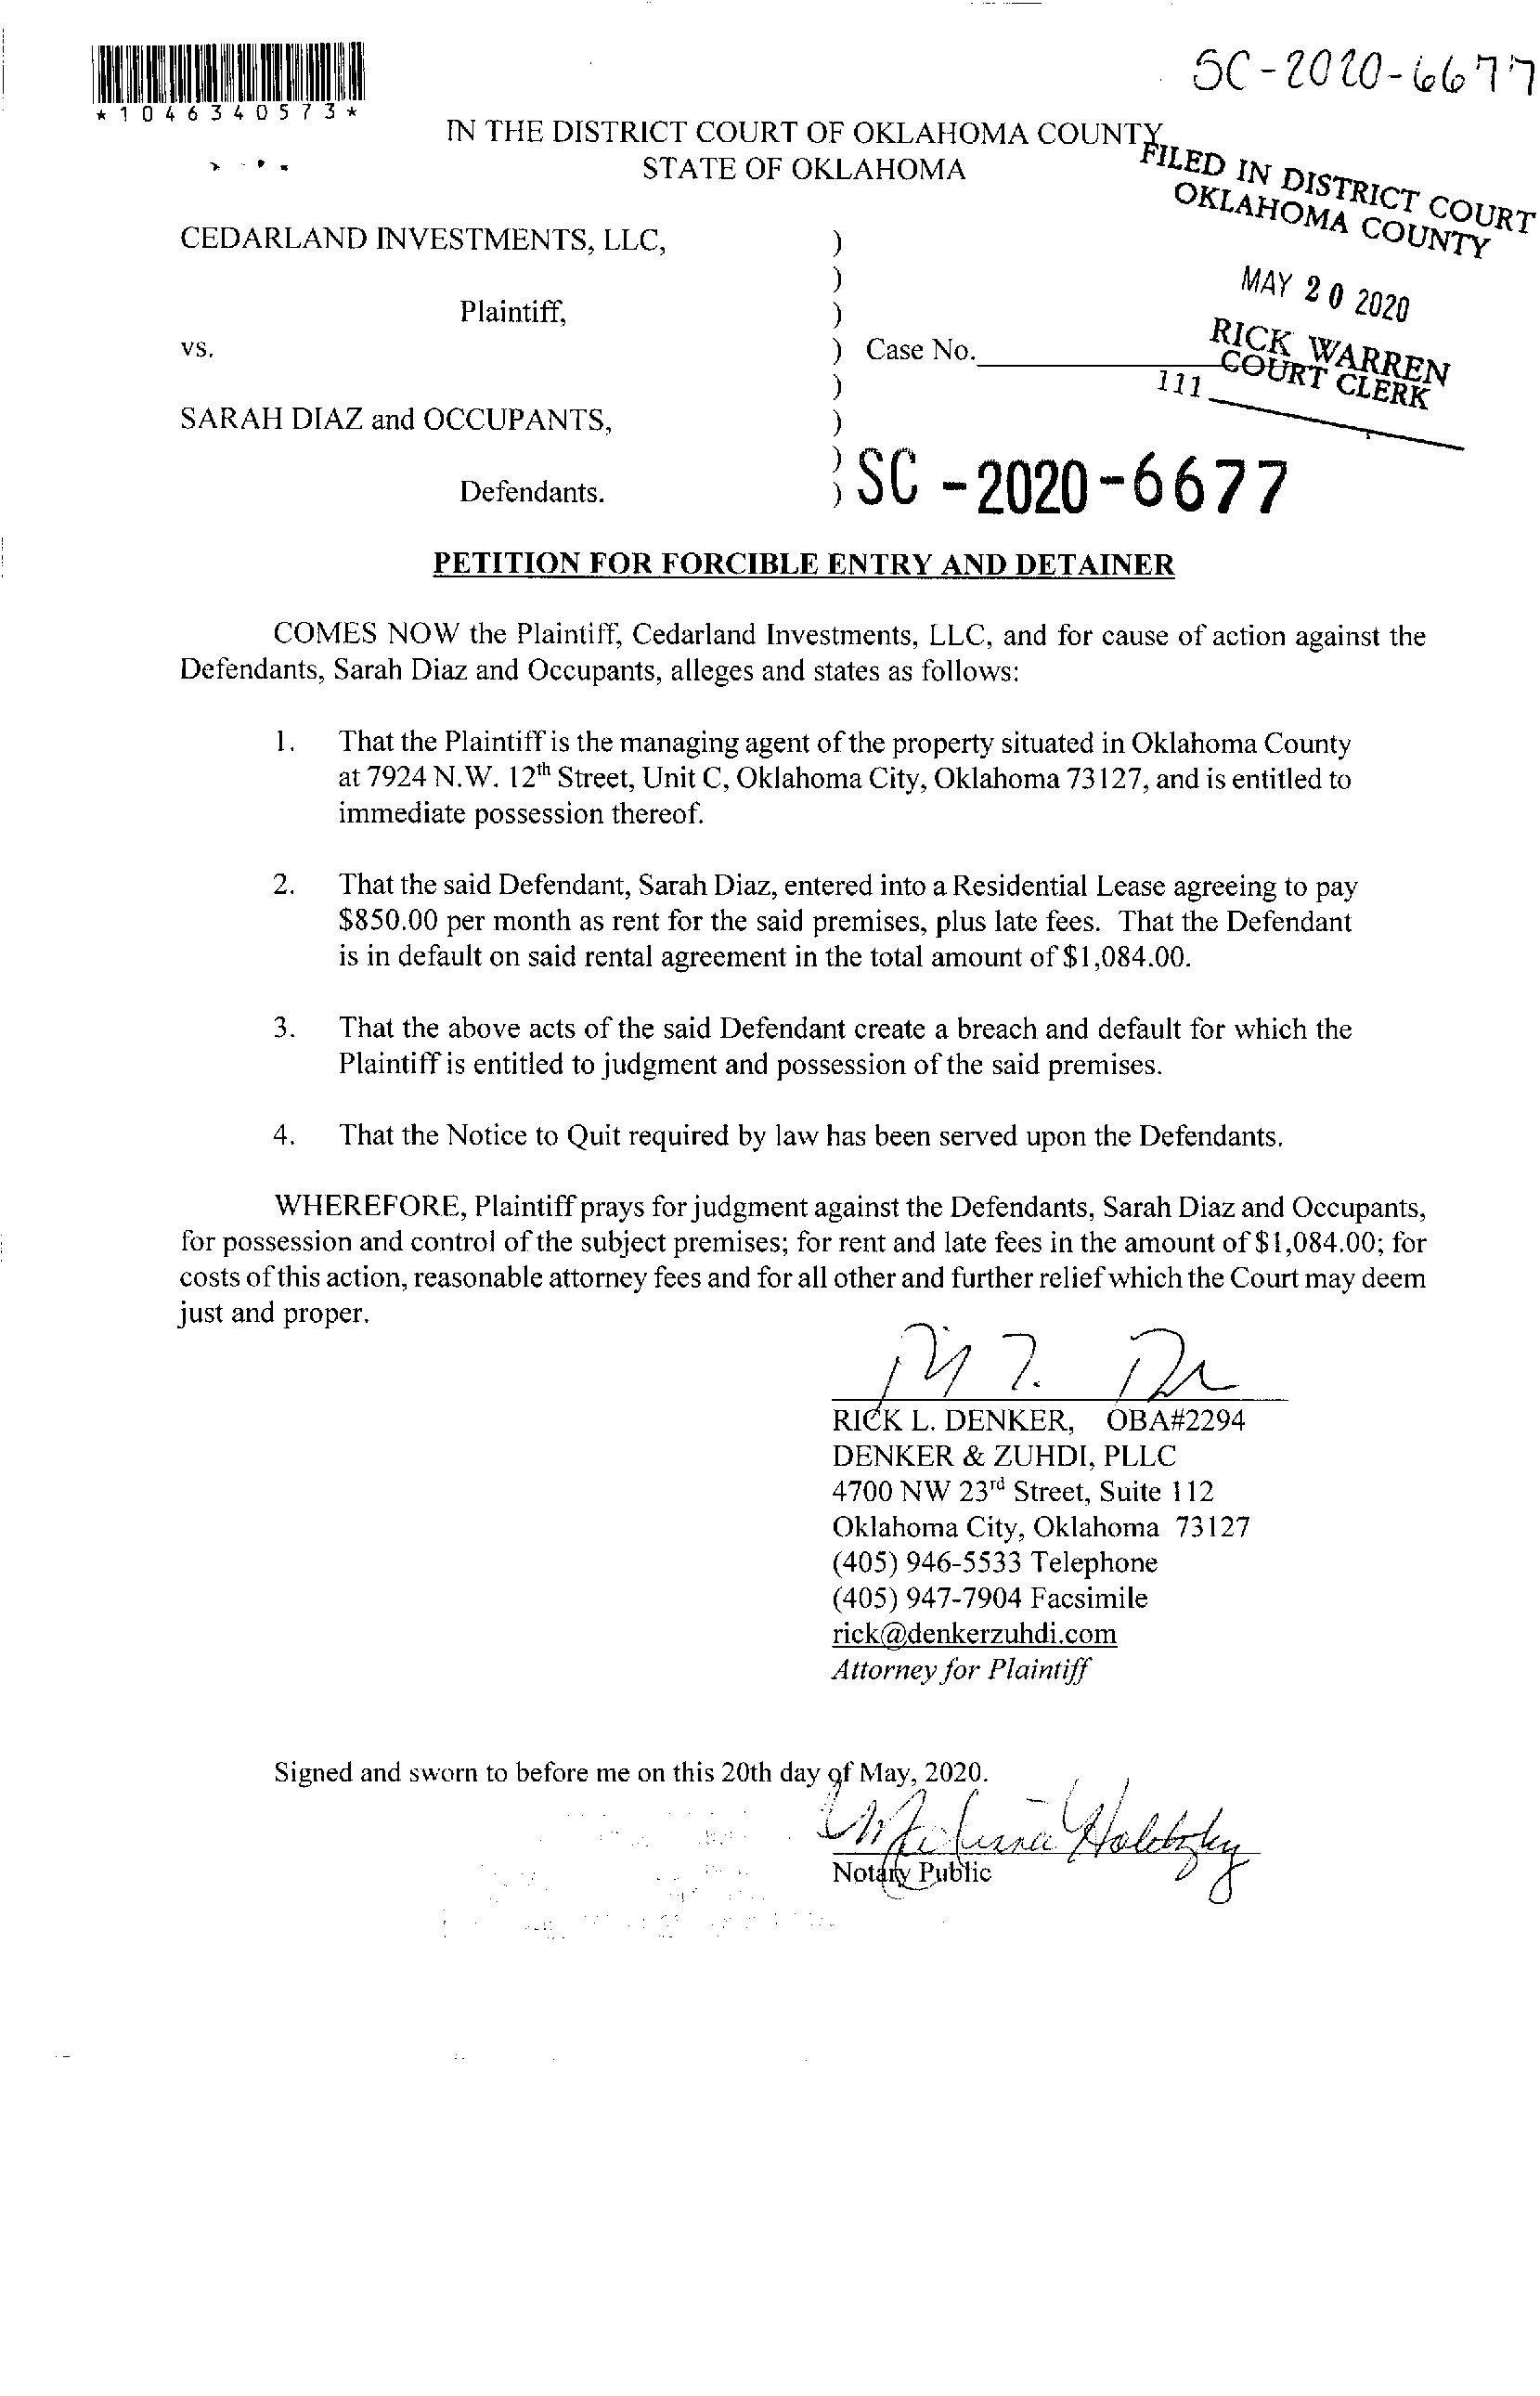 SC-2020-6677
*1046340573*
IN THE DISTRICT COURT OF OKLAHOMA COUNTY
STATE OF OKLAHOMA
FILED IN DISTRICT COURT
OKLAHOMA COUNTY
MAY 20 2020
RICK WARREN
COURT CLERK
111
CEDARLAND INVESTMENTS, LLC, )
)
Plaintiff, )
vs. ) Case No.
)
SARAH DIAZ and OCCUPANTS, )
)
Defendants. ) SC -2020-6677
PETITION FOR FORCIBLE ENTRY AND DETAINER
COMES NOW the Plaintiff, Cedarland Investments, LLC, and for cause of action against the
Defendants, Sarah Diaz and Occupants, alleges and states as follows:
1. That the Plaintiff is the managing agent of the property situated in Oklahoma County
at 7924 N.W. 12th Street, Unit C, Oklahoma City, Oklahoma 73127, and is entitled to
immediate possession thereof.
2. That the said Defendant, Sarah Diaz, entered into a Residential Lease agreeing to pay
$850.00 per month as rent for the said premises, plus late fees. That the Defendant
is in default on said rental agreement in the total amount of $1,084.00.
3. That the above acts of the said Defendant create a breach and default for which the
Plaintiff is entitled to judgment and possession of the said premises.
4. That the Notice to Quit required by law has been served upon the Defendants.
WHEREFORE, Plaintiff prays for judgment against the Defendants, Sarah Diaz and Occupants,
for possession and control of the subject premises; for rent and late fees in the amount of $1,084.00; for
costs of this action, reasonable attorney fees and for all other and further relief which the Court may deem
just and proper.
RICK L. DENKER, OBA#2294
DENKER & ZUHDI, PLLC
4700 NW 23rd Street, Suite 112
Oklahoma City, Oklahoma 73127
(405) 946-5533 Telephone
(405) 947-7904 Facsimile
rick@denkerzuhdi.com
Attorney for Plaintiff
Signed and sworn to before me on this 20th day of May, 2020.
Notary Public